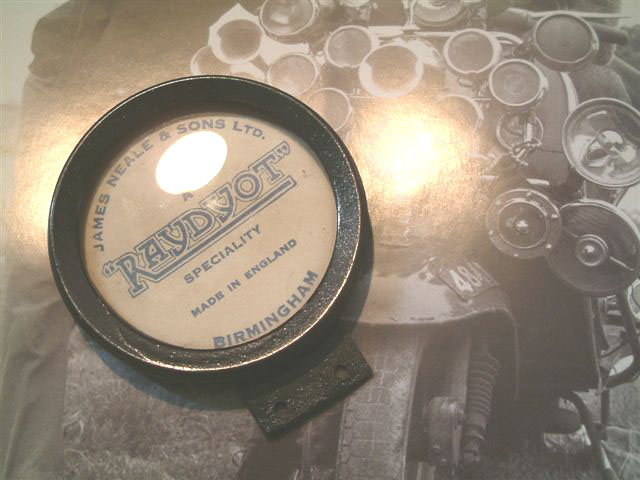 JAMES NEALE & SONS LTD.
A
"RAYDYOT"
SPECIALITY
MADE IN ENGLAND
BIRMINGHAM